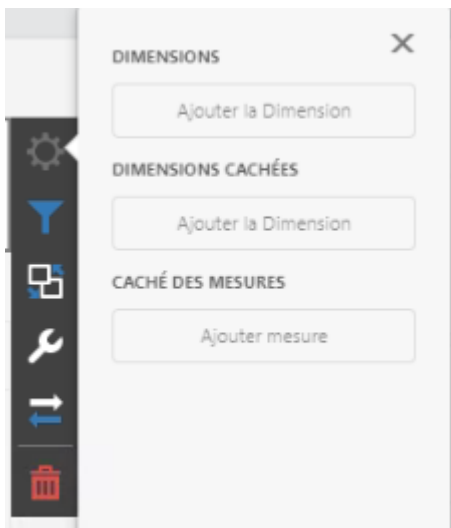 DIMENSIONS
Ajouter la Dimension
DIMENSIONS CACHÉES
Ajouter la Dimension
CACHÉ DES MESURES
Ajouter mesure